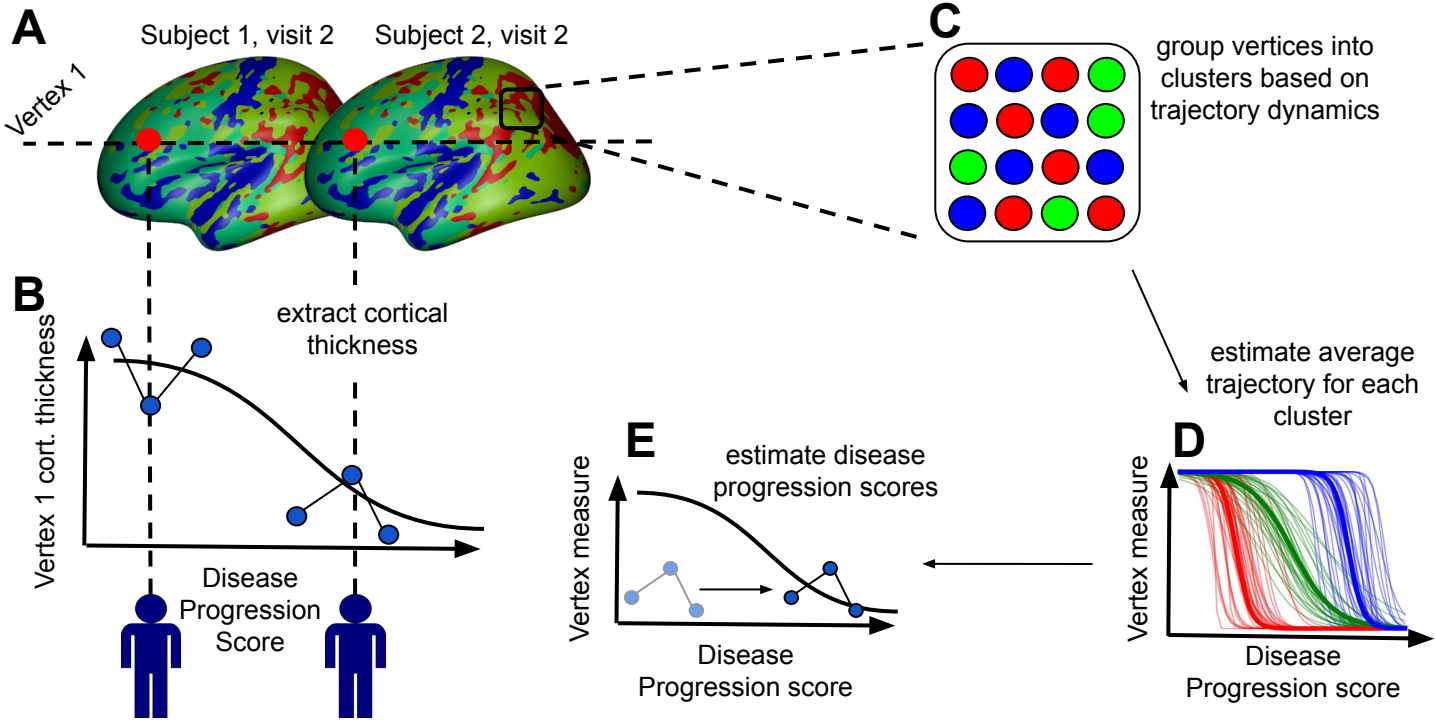 A
Subject 1, visit 2
Subject 2, visit 2
Vertex 1
C
group vertices into
clusters based on
trajectory dynamics
B
extract cortical
thickness
Vertex 1 cort. thickness
Disease
Progression
Score
estimate average
trajectory for each
cluster
D
Vertex measure
Disease
Progression score
E
estimate disease
progression scores
Vertex measure
Disease
Progression score